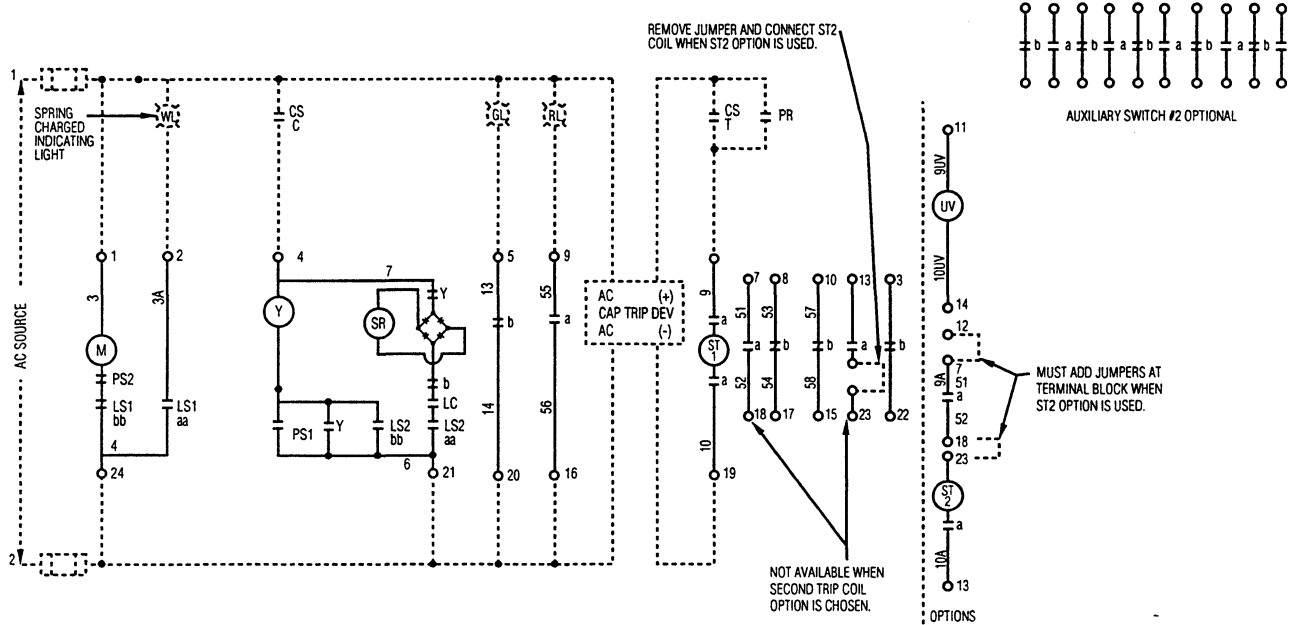 REMOVE JUMPER AND CONNECT ST2
COIL WHEN ST2 OPTION IS USED.
b a b a b a b a b
AUXILIARY SWITCH #2 OPTIONAL
1
SPRING
CHARGED
INDICATING
LIGHT
WL
CS
C
GL
RL
CS
T
PR
11
9UV
UV
10UV
14
12
AC SOURCE
1
2
4
5
9
3
3A
7
13
55
Y
SR
Y
b
a
AC (+)
CAP TRIP DEV
AC (-)
M
PS2
LS1
bb
LS1
aa
4
24
PS1
Y
LS2
bb
b
LC
LS2
aa
6
21
14
20
56
16
9
a
ST
1
a
10
19
7
8
10
13
3
51
53
57
a
b
b
a
b
52
54
58
18
17
15
23
22
7
9A
51
a
52
18
23
ST
2
a
10A
13
MUST ADD JUMPERS AT
TERMINAL BLOCK WHEN
ST2 OPTION IS USED.
2
NOT AVAILABLE WHEN
SECOND TRIP COIL
OPTION IS CHOSEN.
OPTIONS